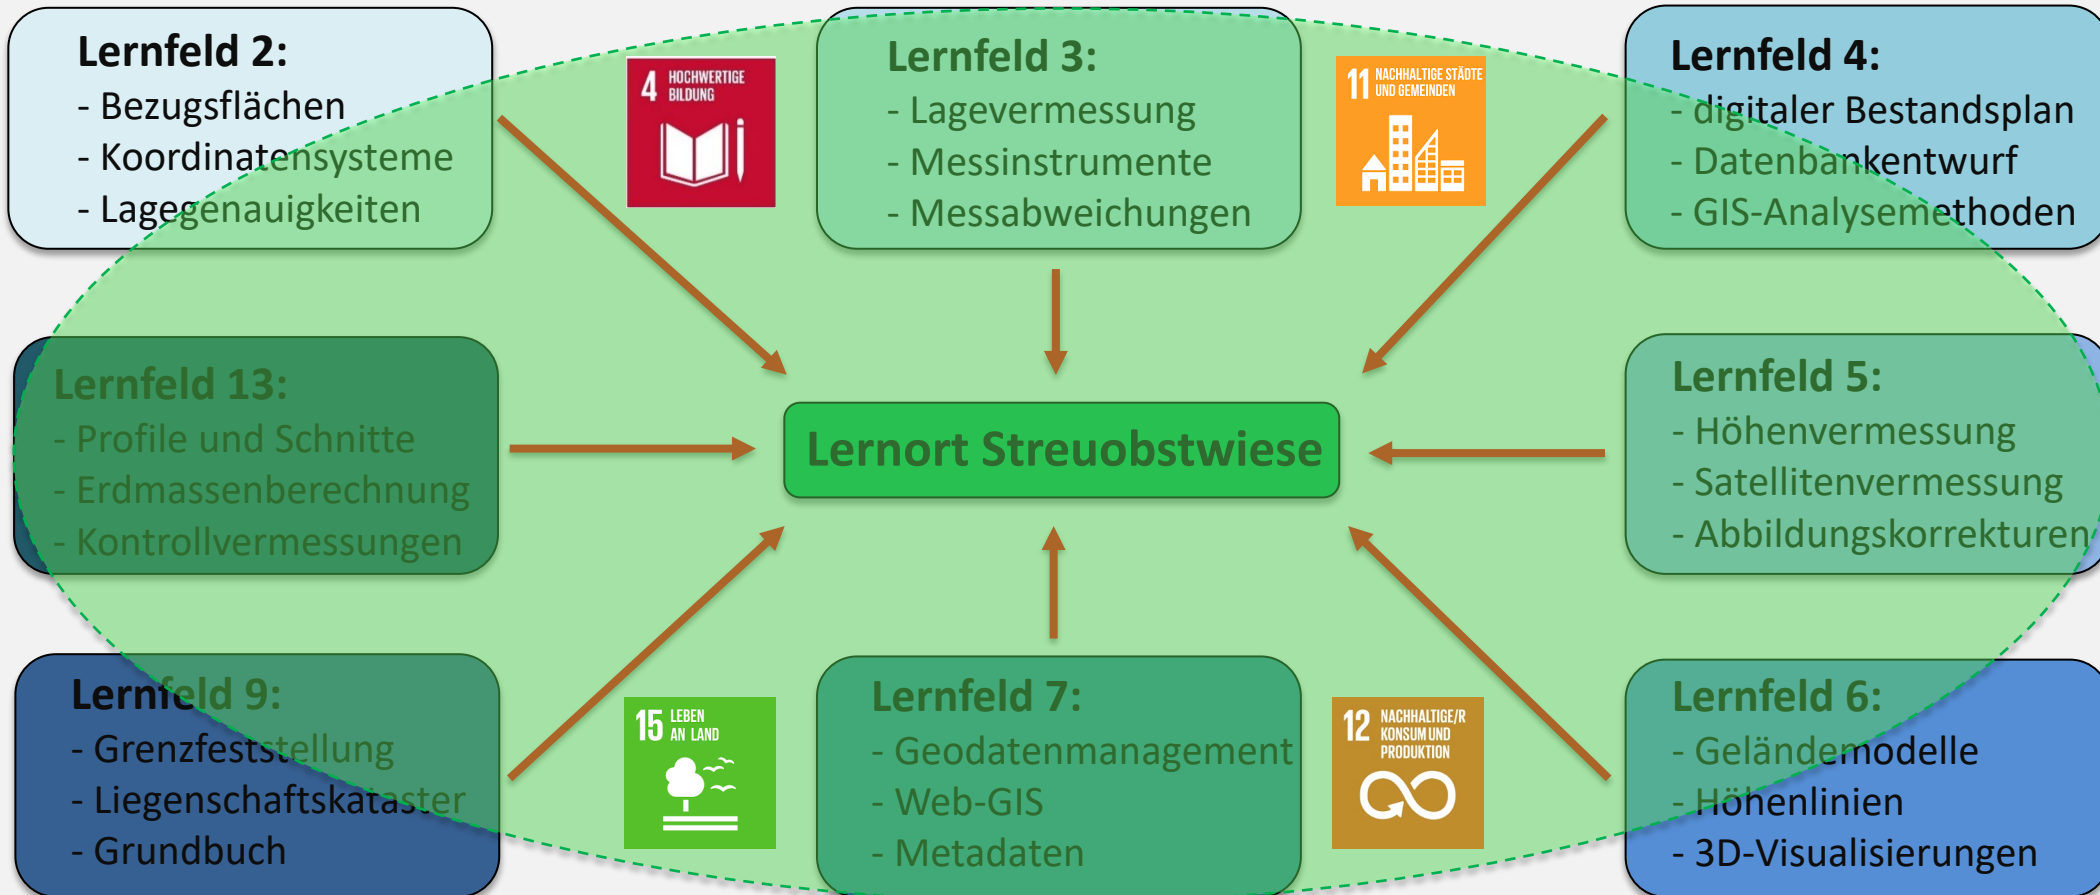 Lernfeld 2:
- Bezugsflächen
- Koordinatensysteme
- Lagegenauigkeiten
4 HOCHWERTIGE
BILDUNG
Lernfeld 3:
- Lagevermessung
- Messinstrumente
- Messabweichungen
11 NACHHALTIGE STÄDTE
UND GEMEINDEN
Lernfeld 4:
- digitaler Bestandsplan
- Datenbankentwurf
- GIS-Analysemethoden
Lernfeld 13:
- Profile und Schnitte
- Erdmassenberechnung
- Kontrollvermessungen
Lernort Streuobstwiese
Lernfeld 5:
- Höhenvermessung
- Satellitenvermessung
- Abbildungskorrekturen
Lernfeld 9:
- Grenzfeststellung
- Liegenschaftskataster
- Grundbuch
15 LEBEN
AN LAND
Lernfeld 7:
- Geodatenmanagement
- Web-GIS
- Metadaten
12 NACHHALTIGE/R
KONSUM UND
PRODUKTION
Lernfeld 6:
- Geländemodelle
- Höhenlinien
- 3D-Visualisierungen